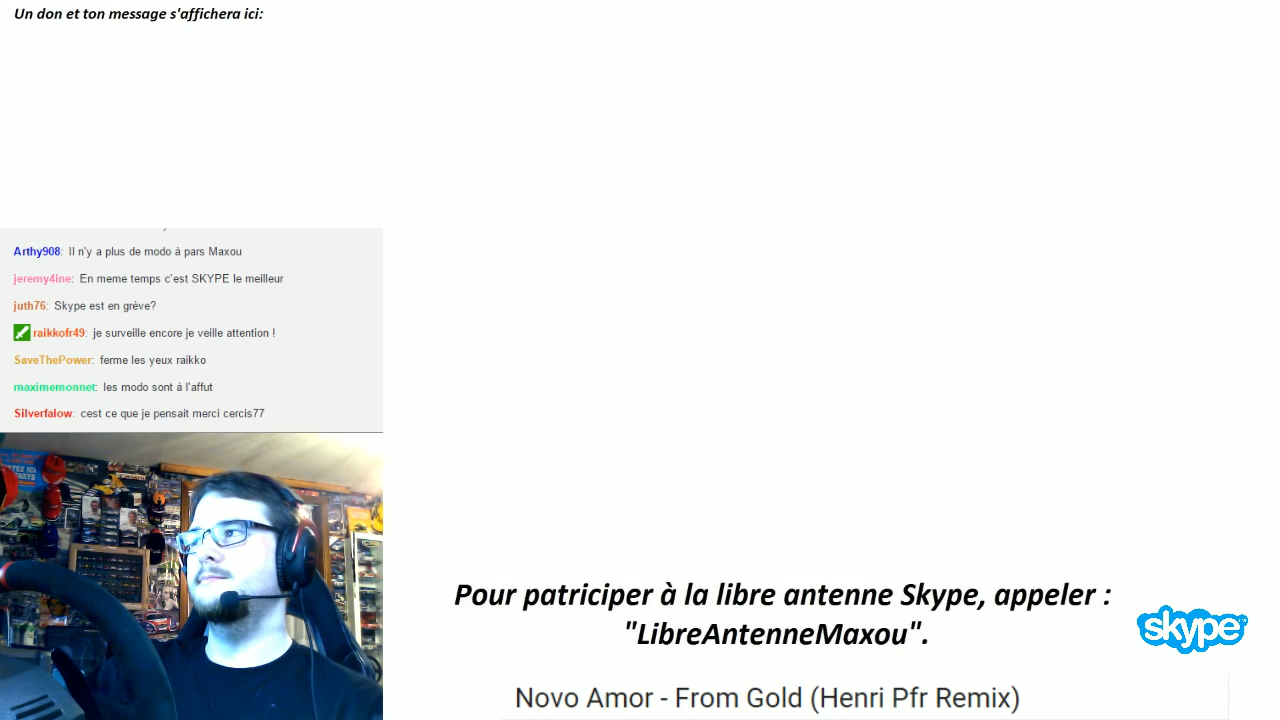 Un don et ton message s'affichera ici:
Arthy908: Il n'y a plus de modo à pars Maxou
jeremy4ine: En meme temps c'est SKYPE le meilleur
juth76: Skype est en grève?
raikkofr49: je surveille encore je veille attention !
SaveThePower: ferme les yeux raikko
maximemonnet: les modo sont á l'affut
Silverfalow: cest ce que je pensait merci cercis77
Pour patriciper à la libre antenne Skype, appeler :
"LibreAntenneMaxou".
skype
Novo Amor - From Gold (Henri Pfr Remix)